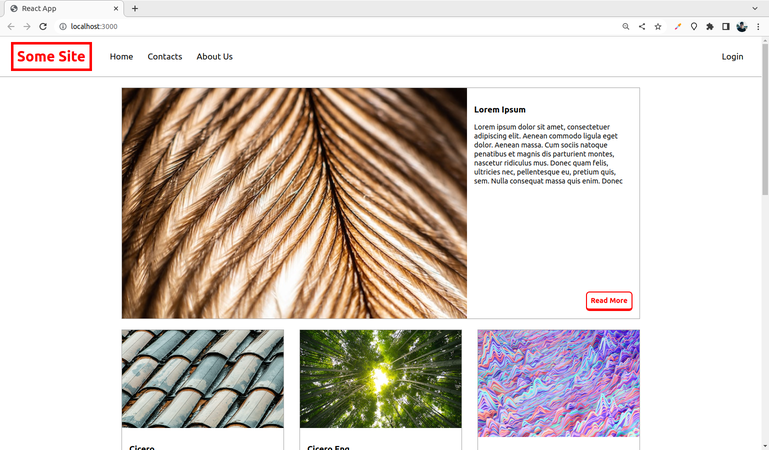 React App
localhost:3000
Some Site
Home
Contacts
About Us
Login
Lorem Ipsum
Lorem ipsum dolor sit amet, consectetuer
adipiscing elit. Aenean commodo ligula eget
dolor. Aenean massa. Cum sociis natoque
penatibus et magnis dis parturient montes,
nascetur ridiculus mus. Donec quam felis,
ultricies nec, pellentesque eu, pretium quis,
sem. Nulla consequat massa quis enim. Donec
Read More
Cicero
Cicero Eng